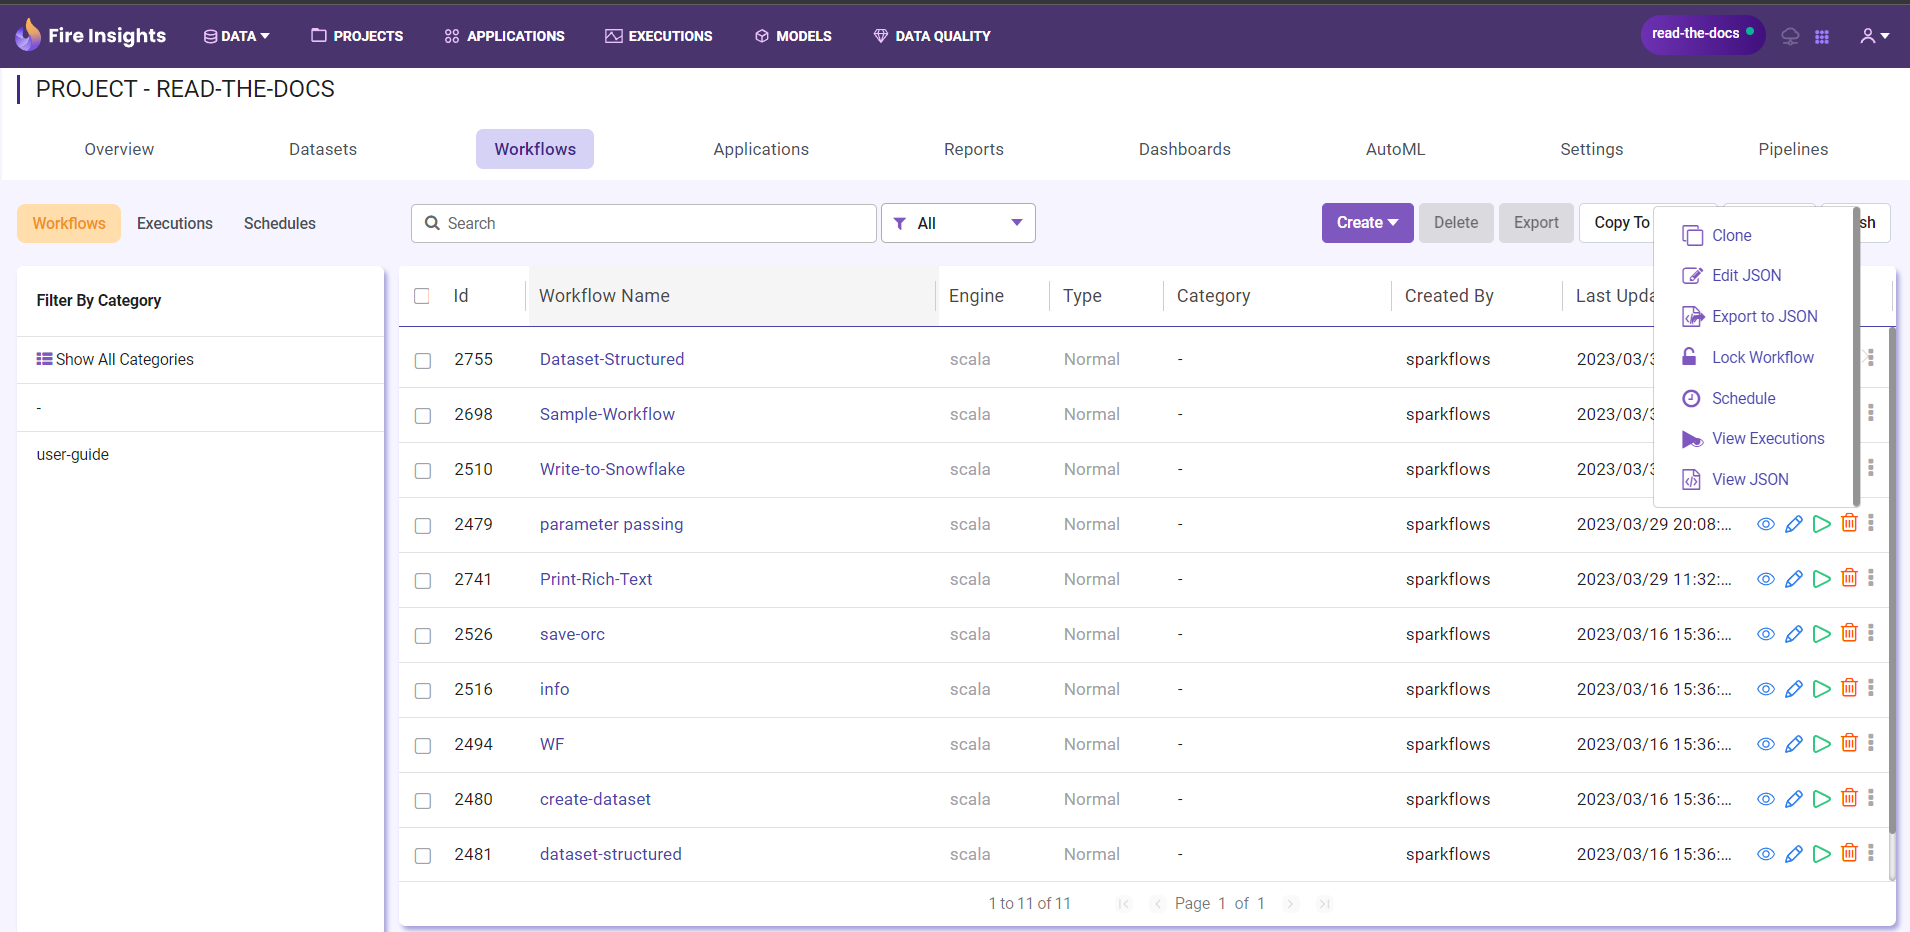 Fire Insights DATA PROJECTS APPLICATIONS EXECUTIONS MODELS DATA QUALITY read-the-docs
PROJECT - READ-THE-DOCS
Overview Datasets Workflows Applications Reports Dashboards AutoML Settings Pipelines
Workflows Executions Schedules Search All Create Delete Export Copy To sh
Filter By Category
Show All Categories
-
user-guide
Id Workflow Name Engine Type Category Created By Last Upda
2755 Dataset-Structured scala Normal - sparkflows 2023/03/3
2698 Sample-Workflow scala Normal - sparkflows 2023/03/3
2510 Write-to-Snowflake scala Normal - sparkflows 2023/03/3
2479 parameter passing scala Normal - sparkflows 2023/03/29 20:08:...
2741 Print-Rich-Text scala Normal - sparkflows 2023/03/29 11:32:...
2526 save-orc scala Normal - sparkflows 2023/03/16 15:36:...
2516 info scala Normal - sparkflows 2023/03/16 15:36:...
2494 WF scala Normal - sparkflows 2023/03/16 15:36:...
2480 create-dataset scala Normal - sparkflows 2023/03/16 15:36:...
2481 dataset-structured scala Normal - sparkflows 2023/03/16 15:36:...
1 to 11 of 11 Page 1 of 1
Clone
Edit JSON
Export to JSON
Lock Workflow
Schedule
View Executions
View JSON